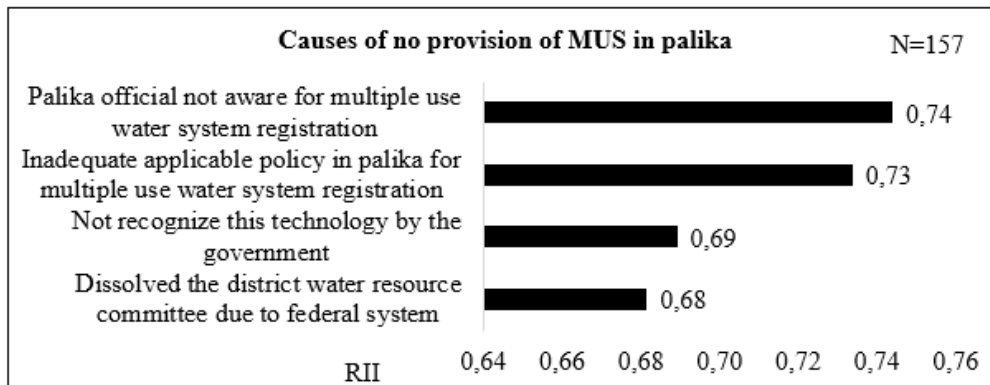 Causes of no provision of MUS in palika
N=157
Palika official not aware for multiple use
water system registration
0,74
Inadequate applicable policy in palika for
multiple use water system registration
0,73
Not recognize this technology by the
government
0,69
Dissolved the district water resource
committee due to federal system
0,68
RII
0,64 0,66 0,68 0,70 0,72 0,74 0,76